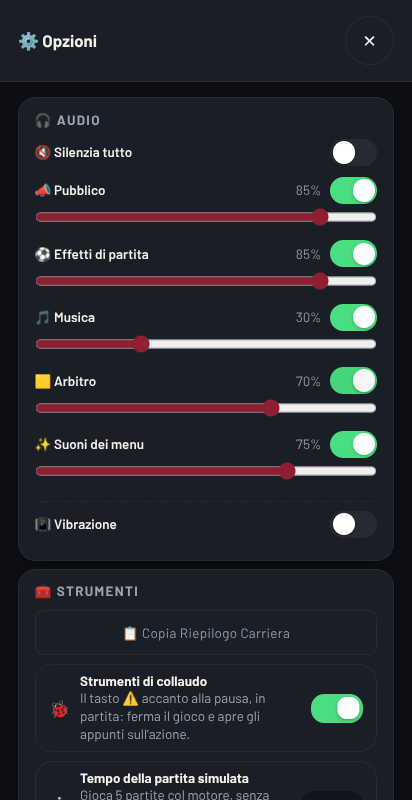 ⚙️ Opzioni
✕
🎧 AUDIO
🔇 Silenzia tutto
📣 Pubblico 85%
⚽ Effetti di partita 85%
🎵 Musica 30%
🟨 Arbitro 70%
✨ Suoni dei menu 75%
📳 Vibrazione
🧰 STRUMENTI
📋 Copia Riepilogo Carriera
Strumenti di collaudo
🐞 Il tasto ⚠️ accanto alla pausa, in
partita: ferma il gioco e apre gli
appunti sull'azione.
Tempo della partita simulata
Gioca 5 partite col motore, senza